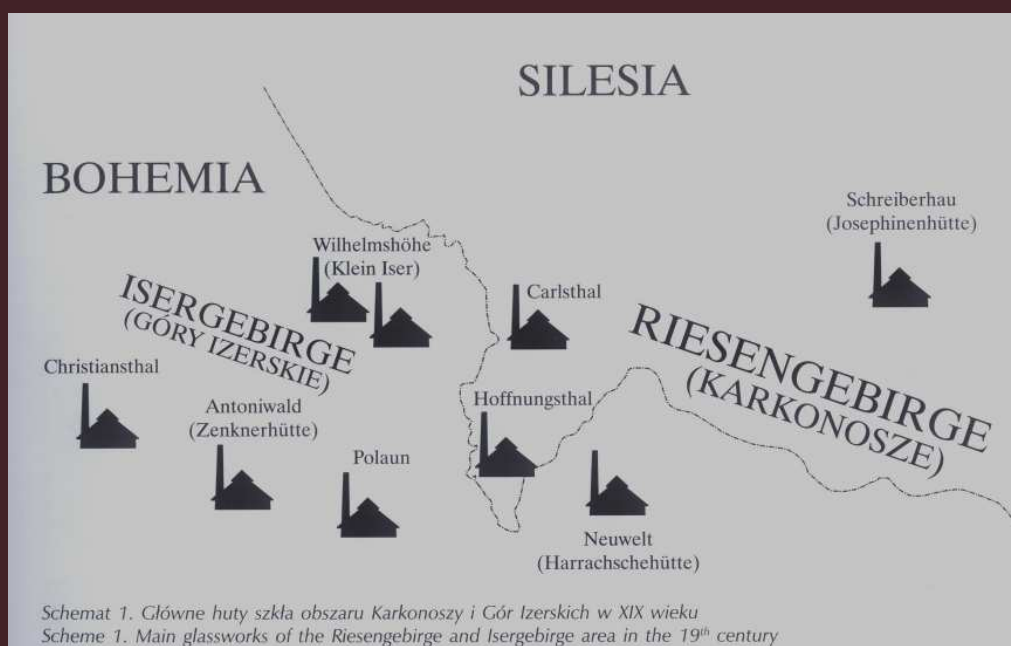 SILESIA
BOHEMIA
Schreiberhau
(Josephinenhütte)
Wilhelmshöhe
(Klein Iser)
Carlsthal
ISERGEBIRGE
(GÓRY IZERSKIE)
RIESENGEBIRGE
(KARKONOSZE)
Christiansthal
Antoniwald
(Zenknerhütte)
Hoffnungsthal
Polaun
Neuwelt
(Harrachschehütte)
Schemat 1. Główne huty szkła obszaru Karkonoszy i Gór Izerskich w XIX wieku
Scheme 1. Main glassworks of the Riesengebirge and Isergebirge area in the 19th century